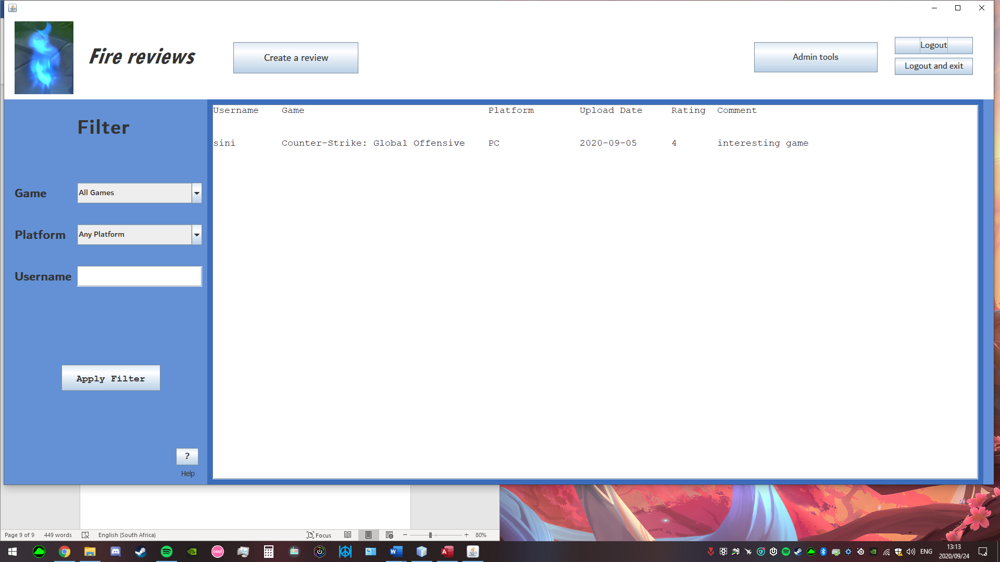 Fire reviews
Create a review
Admin tools
Logout
Logout and exit
Filter
Game
All Games
Platform
Any Platform
Username
Apply Filter
?
Help
Username Game Platform Upload Date Rating Comment
sini Counter-Strike: Global Offensive PC 2020-09-05 4 interesting game
Page 9 of 9 449 words English (South Africa) Focus 80%
osu!
W
A
ENG
13:13
2020/09/24